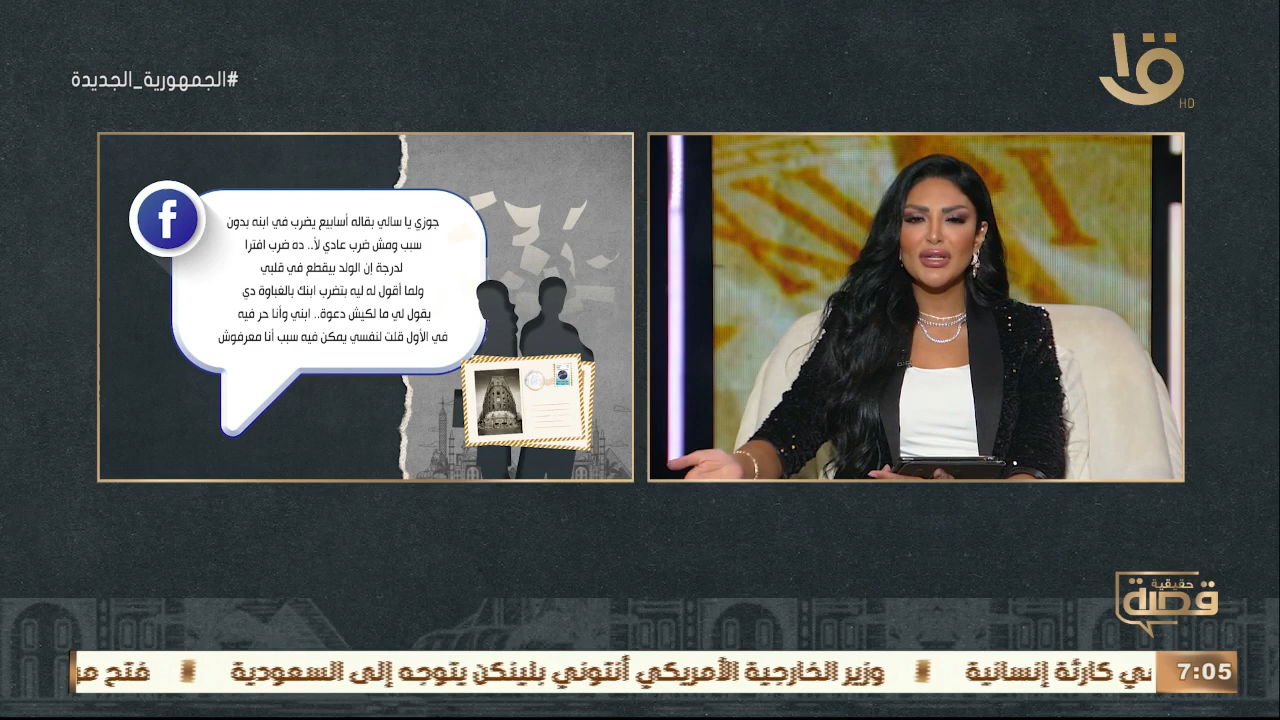 #الجمهورية_الجديدة
HD
f
جوزي يا سالي بقاله أسابيع يضرب في ابنه بدون
سبب ومش ضرب عادي لأ.. ده ضرب افترا
لدرجة إن الولد بيقطع في قلبي
ولما أقول له ليه بتضرب ابنك بالغباوة دي
يقول لي ما لكيش دعوة.. ابني وأنا حر فيه
في الأول قلت لنفسي يمكن فيه سبب أنا معرفوش
قصة
حقيقية
كارثة إنسانية
وزير الخارجية الأمريكي أنتوني بلينكن يتوجه إلى السعودية
فتح
7:05